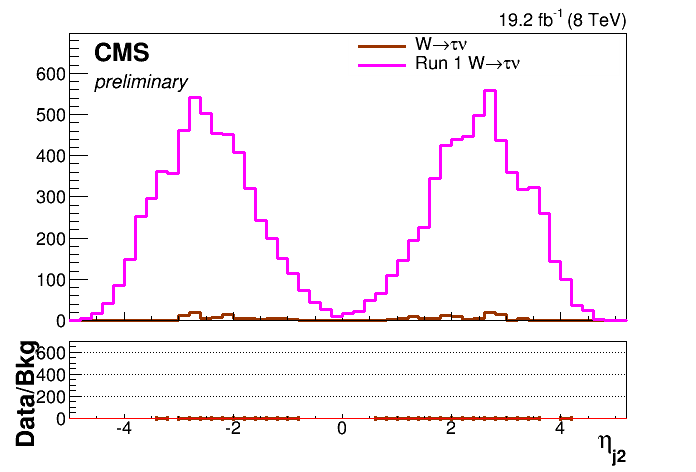 19.2 fb⁻¹ (8 TeV)
CMS
preliminary
W→τν
Run 1 W→τν
600
500
400
300
200
100
0
Data/Bkg
600
400
200
0
-4 -2 0 2 4
η_j2